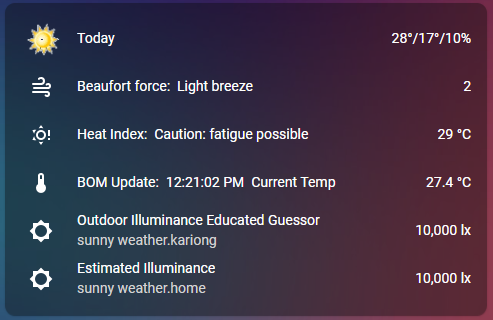 Today 28°/17°/10%
Beaufort force: Light breeze 2
Heat Index: Caution: fatigue possible 29 °C
BOM Update: 12:21:02 PM Current Temp 27.4 °C
Outdoor Illuminance Educated Guessor 10,000 lx
sunny weather.kariong
Estimated Illuminance 10,000 lx
sunny weather.home